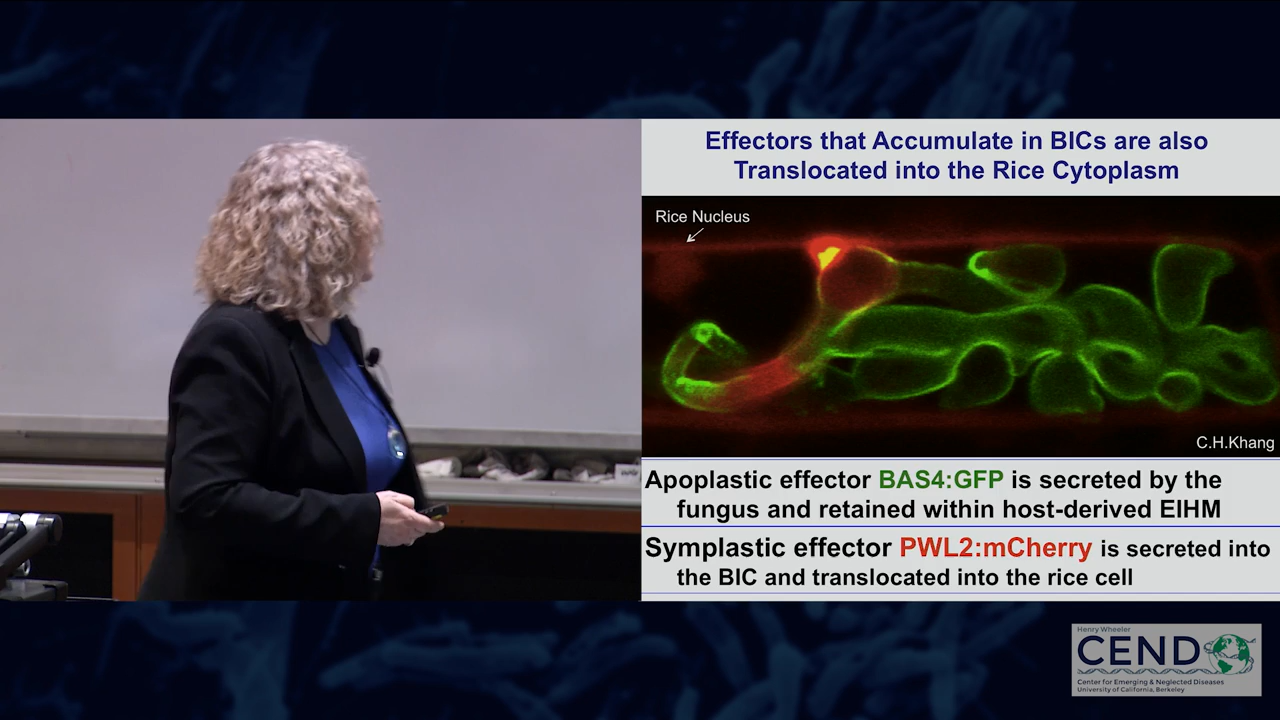 Effectors that Accumulate in BICs are also
Translocated into the Rice Cytoplasm
Rice Nucleus
C.H.Khang
Apoplastic effector BAS4:GFP is secreted by the
fungus and retained within host-derived EIHM
Symplastic effector PWL2:mCherry is secreted into
the BIC and translocated into the rice cell
Henry Wheeler
CEND
Center for Emerging & Neglected Diseases
University of California, Berkeley